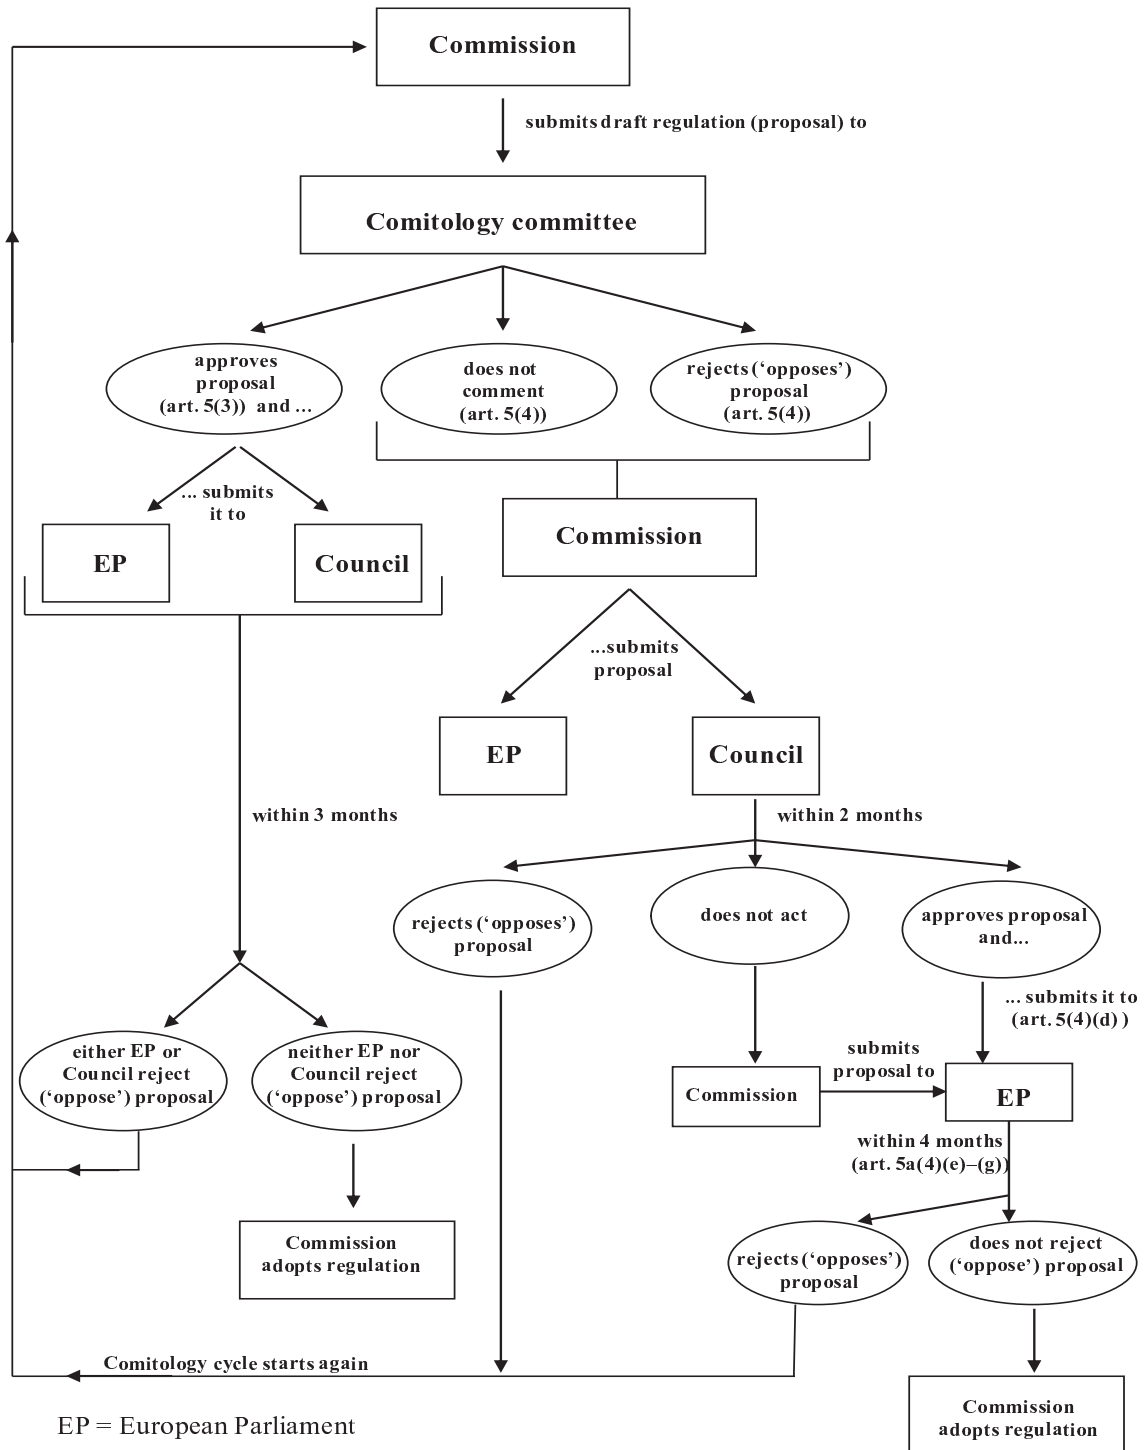 Commission
submits draft regulation (proposal) to
Comitology committee
approves
proposal
(art. 5(3)) and ...
does not
comment
(art. 5(4))
rejects (‘opposes’)
proposal
(art. 5(4))
... submits
it to
EP
Council
Commission
...submits
proposal
EP
Council
within 3 months
within 2 months
rejects (‘opposes’)
proposal
does not act
approves proposal
and...
... submits it to
(art. 5(4)(d) )
either EP or
Council reject
(‘oppose’) proposal
neither EP nor
Council reject
(‘oppose’) proposal
Commission
submits
proposal to
EP
within 4 months
(art. 5a(4)(e)–(g))
Commission
adopts regulation
rejects (‘opposes’)
proposal
does not reject
(‘oppose’) proposal
Comitology cycle starts again
Commission
adopts regulation
EP = European Parliament